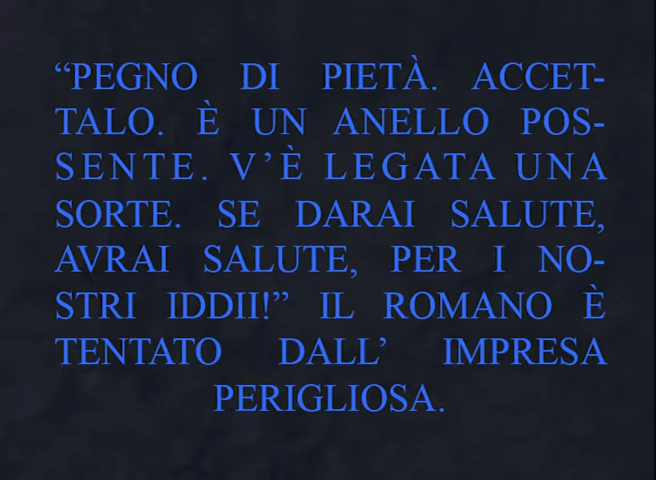 “PEGNO DI PIETÀ. ACCET-
TALO. È UN ANELLO POS-
SENTE. V’È LEGATA UNA
SORTE. SE DARAI SALUTE,
AVRAI SALUTE, PER I NO-
STRI IDDII!” IL ROMANO È
TENTATO DALL’ IMPRESA
PERIGLIOSA.